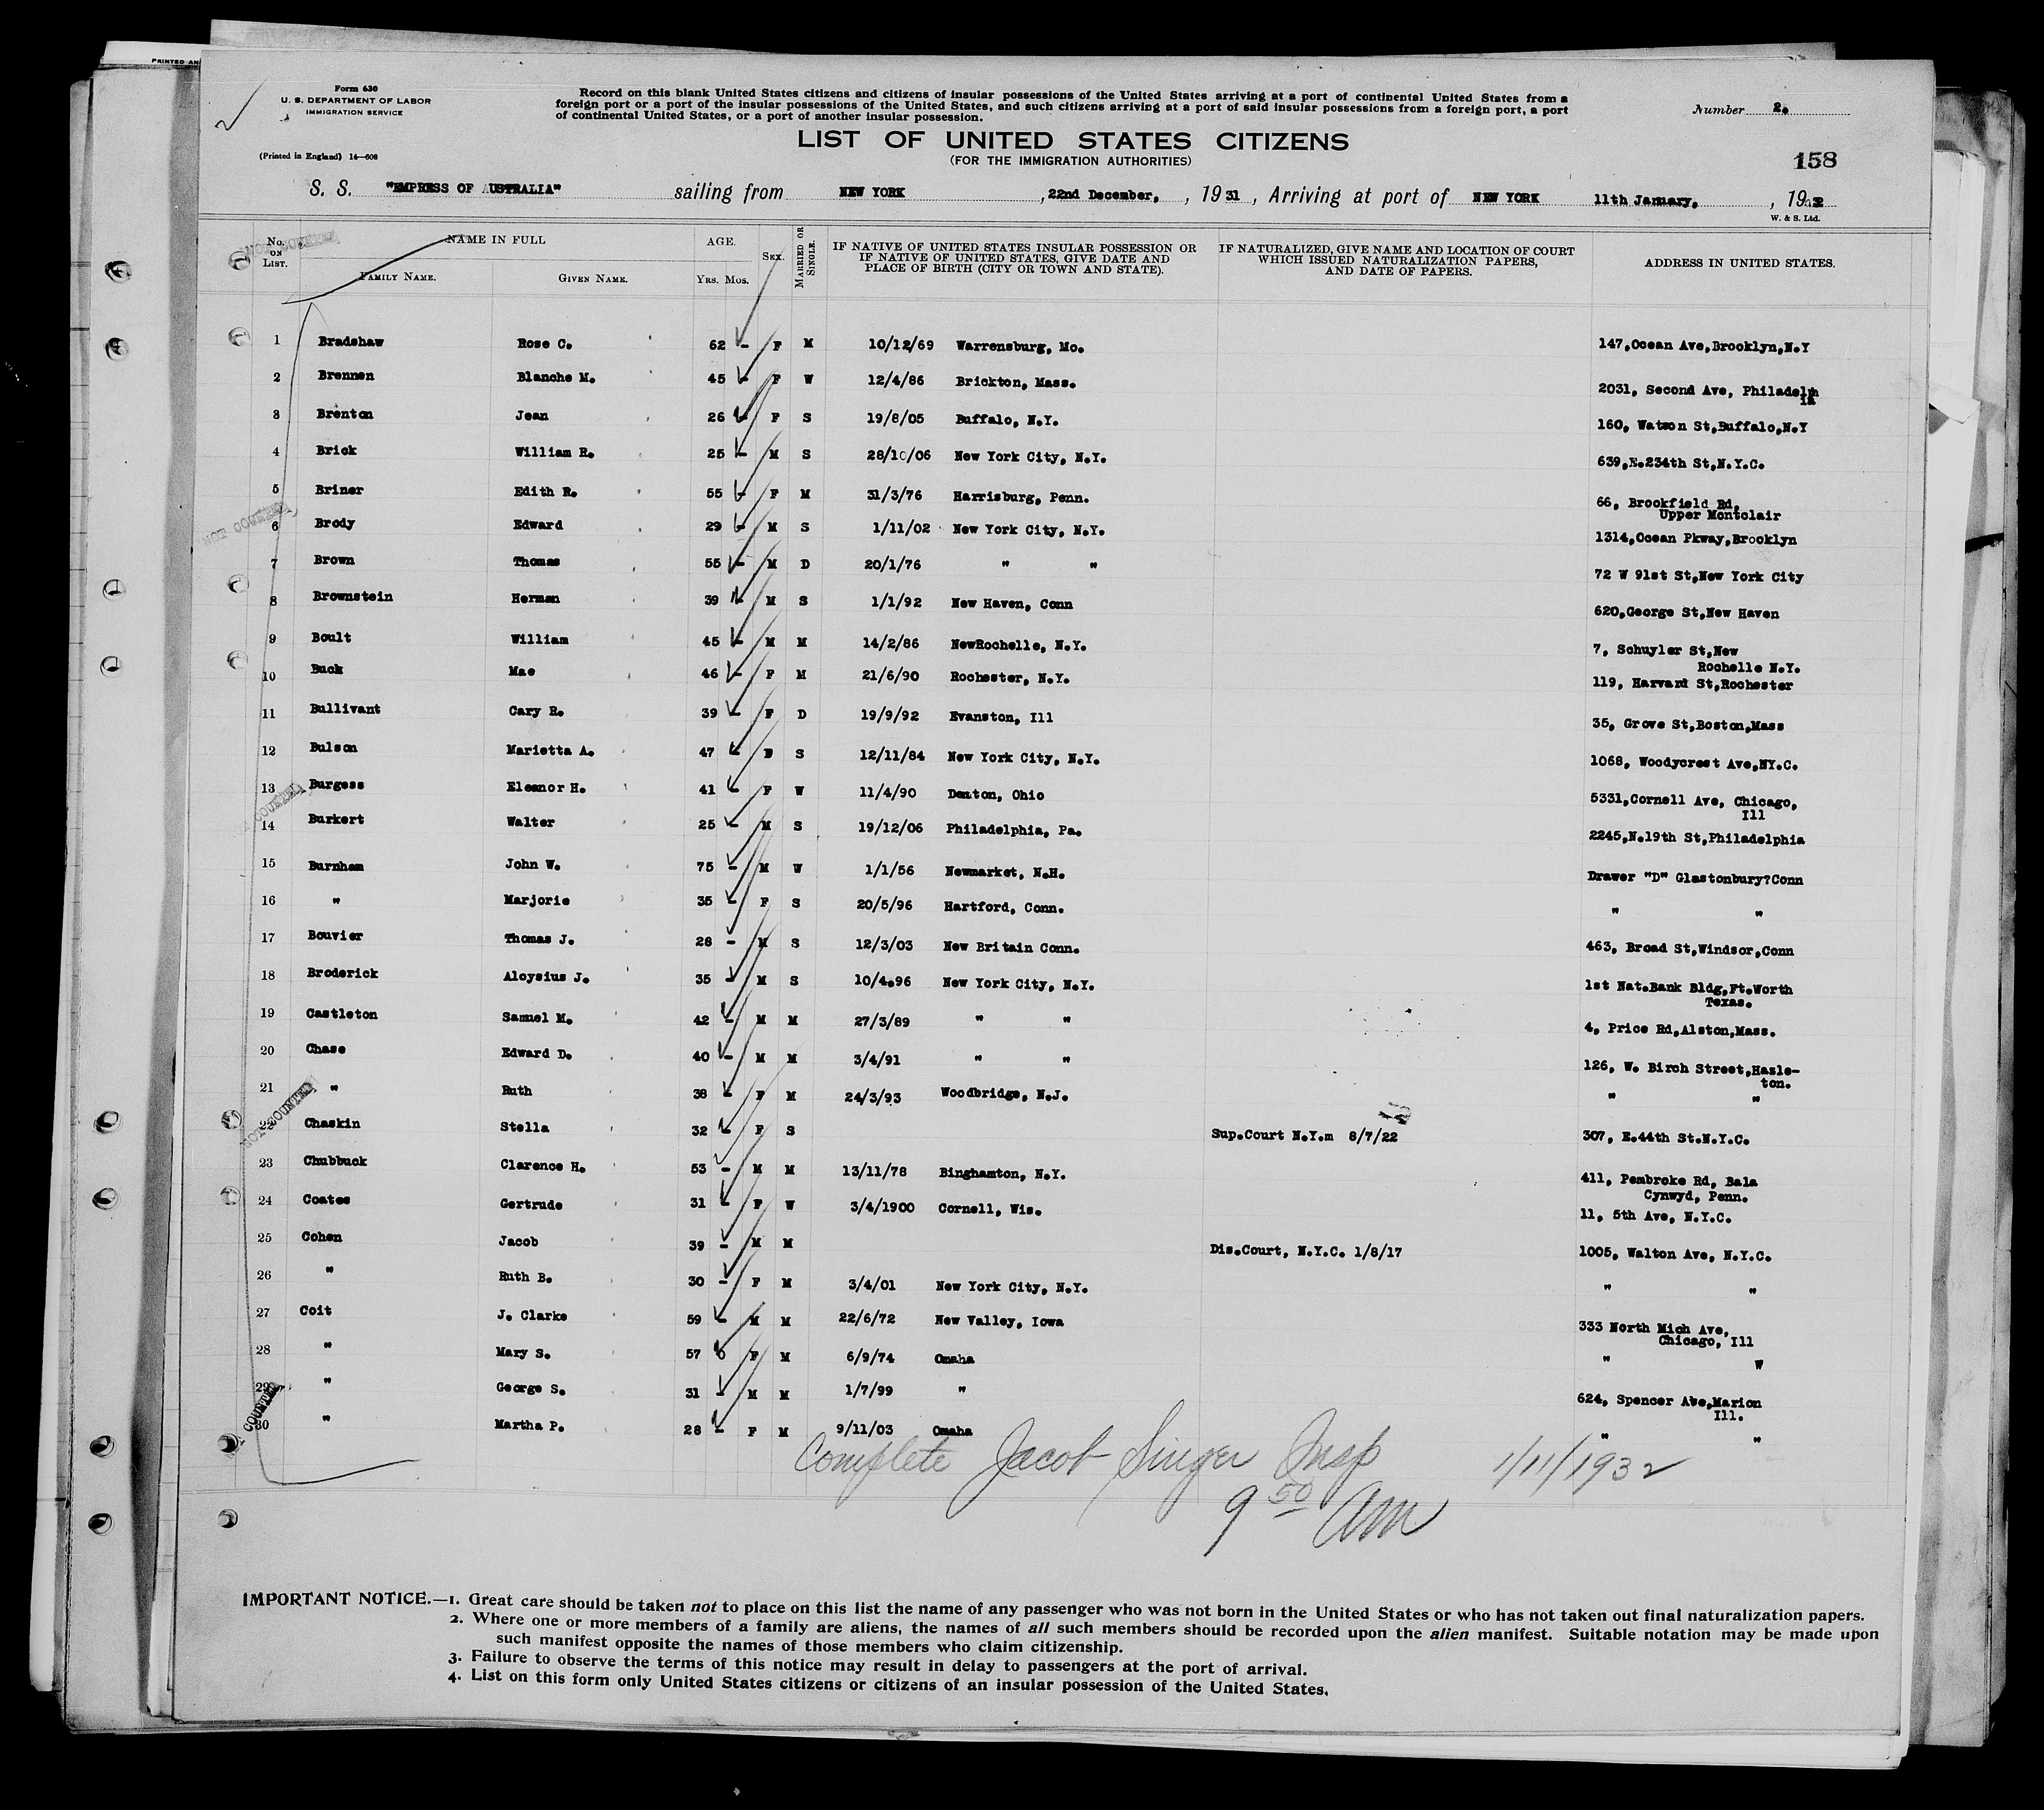 PRINTED AN
Form 630
U. S. DEPARTMENT OF LABOR
IMMIGRATION SERVICE
(Printed in England) 14—608
Record on this blank United States citizens and citizens of insular possessions of the United States arriving at a port of continental United States from a
foreign port or a port of the insular possessions of the United States, and such citizens arriving at a port of said insular possessions from a foreign port, a port
of continental United States, or a port of another insular possession.
Number 2.
LIST OF UNITED STATES CITIZENS
(FOR THE IMMIGRATION AUTHORITIES)
158
S. S. "EMPRESS OF AUSTRALIA" sailing from NEW YORK, 22nd December, , 1931, Arriving at port of NEW YORK 11th January, , 1932
W. & S. Ltd.
No. ON LIST. NAME IN FULL AGE. SEX. MARRIED OR SINGLE. IF NATIVE OF UNITED STATES INSULAR POSSESSION OR IF NATIVE OF UNITED STATES, GIVE DATE AND PLACE OF BIRTH (CITY OR TOWN AND STATE). IF NATURALIZED, GIVE NAME AND LOCATION OF COURT WHICH ISSUED NATURALIZATION PAPERS, AND DATE OF PAPERS. ADDRESS IN UNITED STATES.
FAMILY NAME. GIVEN NAME. YRS. MOS.
1 Bradshaw Rose C. 62 - F M 10/12/69 Warrensburg, Mo. 147,Ocean Ave,Brooklyn,N.Y
2 Brennen Blanche M. 45 - F W 12/4/86 Brickton, Mass. 2031, Second Ave, Philadelph
ia
3 Brenton Jean 26 - F S 19/8/05 Buffalo, N.Y. 160, Watson St,Buffalo,N.Y
4 Brick William R. 25 - M S 28/10/06 New York City, N.Y. 639,E.234th St,N.Y.C.
5 Briner Edith R. 55 - F M 31/3/76 Harrisburg, Penn. 66, Brookfield Rd,
Upper Montclair
6 Brody Edward 29 - M S 1/11/02 New York City, N.Y. 1314,Ocean Pkway,Brooklyn
7 Brown Thomas 55 - M D 20/1/76 " " 72 W 91st St,New York City
8 Brownstein Herman 39 - M S 1/1/92 New Haven, Conn 620,George St,New Haven
9 Boult William 45 - M M 14/2/86 NewRochelle, N.Y. 7, Schuyler St,New
Rochelle N.Y.
10 Buck Mae 46 - F M 21/6/90 Rochester, N.Y. 119, Harvard St,Rochester
11 Bullivant Cary R. 39 - F D 19/9/92 Evanston, Ill 35, Grove St,Boston,Mass
12 Bulson Marietta A. 47 - S 12/11/84 New York City, N.Y. 1068, Woodycrest Ave,NY.C.
13 Burgess Eleanor H. 41 - F W 11/4/90 Denton, Ohio 5331,Cornell Ave, Chicago,
Ill
14 Burkert Walter 25 - M S 19/12/06 Philadelphia, Pa. 2245,N.19th St,Philadelphia
15 Burnham John W. 75 - M W 1/1/56 Newmarket, N.H. Drawer "D" Glastonbury?Conn
16 " Marjorie 35 - F S 20/5/96 Hartford, Conn. " "
17 Bouvier Thomas J. 28 - M S 12/3/03 New Britain Conn. 463, Broad St,Windsor,Conn
18 Broderick Aloysius J. 35 - M S 10/4.96 New York City, N.Y. 1st Nat.Bank Bldg,Ft.Worth
Texas.
19 Castleton Samuel M. 42 - M M 27/3/89 " " 4, Price Rd,Alston,Mass.
20 Chase Edward D. 40 - M M 3/4/91 " " 126, W. Birch Street,Hazle-
ton.
21 " Ruth 38 - F M 24/3/93 Woodbridge, N.J. " "
22 Chaskin Stella 32 - F S Sup.Court N.Y.m 8/7/22 307, E.44th St.N.Y.C.
23 Chubbuck Clarence H. 53 - M M 13/11/78 Binghamton, N.Y. 411, Pembroke Rd, Bala
Cynwyd, Penn.
24 Coates Gertrude 31 - F W 3/4/1900 Cornell, Wis. 11, 5th Ave, N.Y.C.
25 Cohen Jacob 39 - M M Dis.Court, N.Y.C. 1/8/17 1005, Walton Ave, N.Y.C.
26 " Ruth B. 30 - F M 3/4/01 New York City, N.Y. " "
27 Coit J. Clarke 59 - M M 22/6/72 New Valley, Iowa 333 North Mich Ave,
Chicago, Ill
28 " Mary S. 57 F M 6/9/74 Omaha " W
29 " George S. 31 - M M 1/7/99 " 624, Spencer Abe,Marion
Ill.
30 " Martha P. 28 - F M 9/11/03 Omaha " "
NOT COUNTED
NOT COUNTED
COUNTED
NOT COUNTED
COUNTED
Complete Jacob Singer Insp 1/11/1932
9 50 AM
IMPORTANT NOTICE.—1. Great care should be taken not to place on this list the name of any passenger who was not born in the United States or who has not taken out final naturalization papers.
2. Where one or more members of a family are aliens, the names of all such members should be recorded upon the alien manifest. Suitable notation may be made upon
such manifest opposite the names of those members who claim citizenship.
3. Failure to observe the terms of this notice may result in delay to passengers at the port of arrival.
4. List on this form only United States citizens or citizens of an insular possession of the United States.